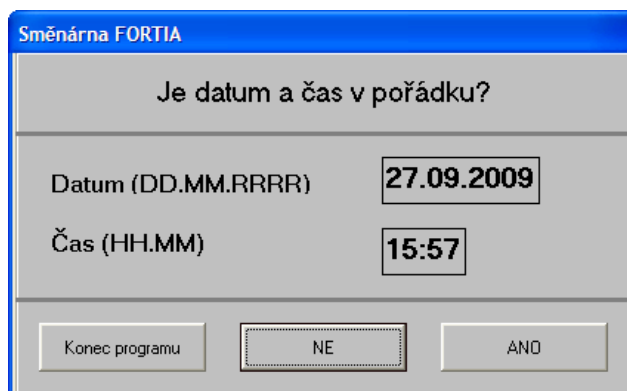 Směnárna FORTIA
Je datum a čas v pořádku?
Datum (DD.MM.RRRR) 27.09.2009
Čas (HH.MM) 15:57
Konec programu NE ANO